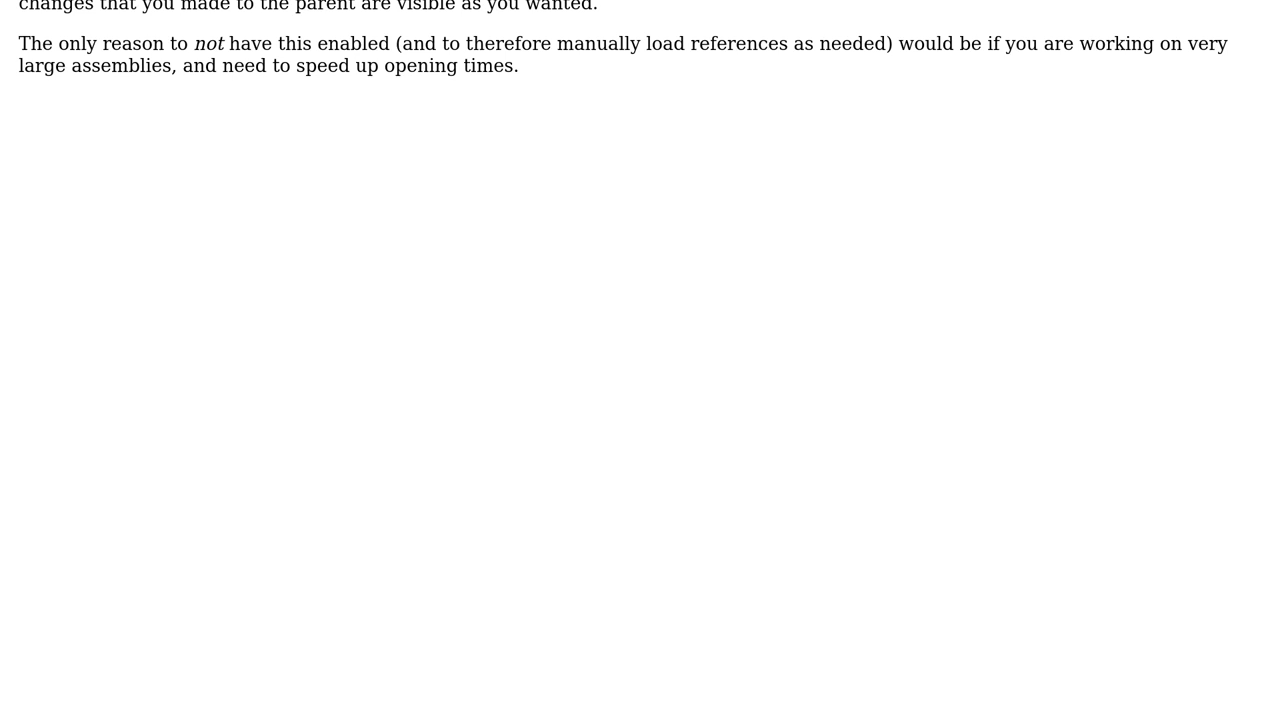 changes that you made to the parent are visible as you wanted.
The only reason to not have this enabled (and to therefore manually load references as needed) would be if you are working on very
large assemblies, and need to speed up opening times.